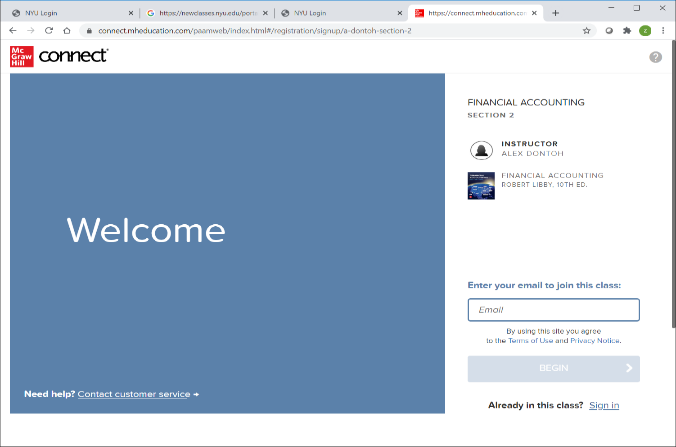 NYU Login
https://newclasses.nyu.edu/porta
NYU Login
https://connect.mheducation.con
connect.mheducation.com/paamweb/index.html#/registration/signup/a-dontoh-section-2
Mc
Graw
Hill
connect
FINANCIAL ACCOUNTING
SECTION 2
INSTRUCTOR
ALEX DONTOH
FINANCIAL ACCOUNTING
ROBERT LIBBY, 10TH ED.
Welcome
Enter your email to join this class:
Email
By using this site you agree
to the Terms of Use and Privacy Notice.
BEGIN
Need help? Contact customer service →
Already in this class? Sign in